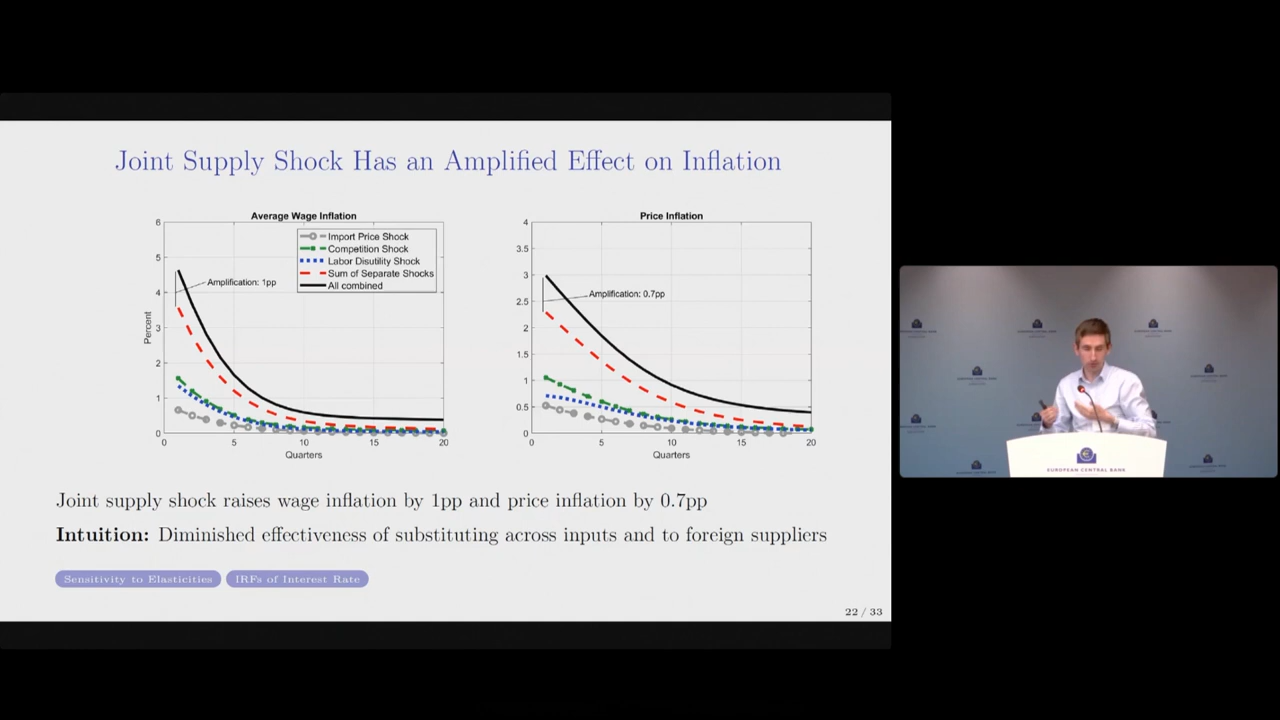 Joint Supply Shock Has an Amplified Effect on Inflation
Average Wage Inflation
6
5
4
3
2
1
0
Percent
0
5
10
15
20
Quarters
Import Price Shock
Competition Shock
Labor Disutility Shock
Sum of Separate Shocks
All combined
Amplification: 1pp
Price Inflation
4
3.5
3
2.5
2
1.5
1
0.5
0
0
5
10
15
20
Quarters
Amplification: 0.7pp
Joint supply shock raises wage inflation by 1pp and price inflation by 0.7pp
Intuition: Diminished effectiveness of substituting across inputs and to foreign suppliers
Sensitivity to Elasticities
IRFs of Interest Rate
22 / 33
EUROPEAN CENTRAL BANK